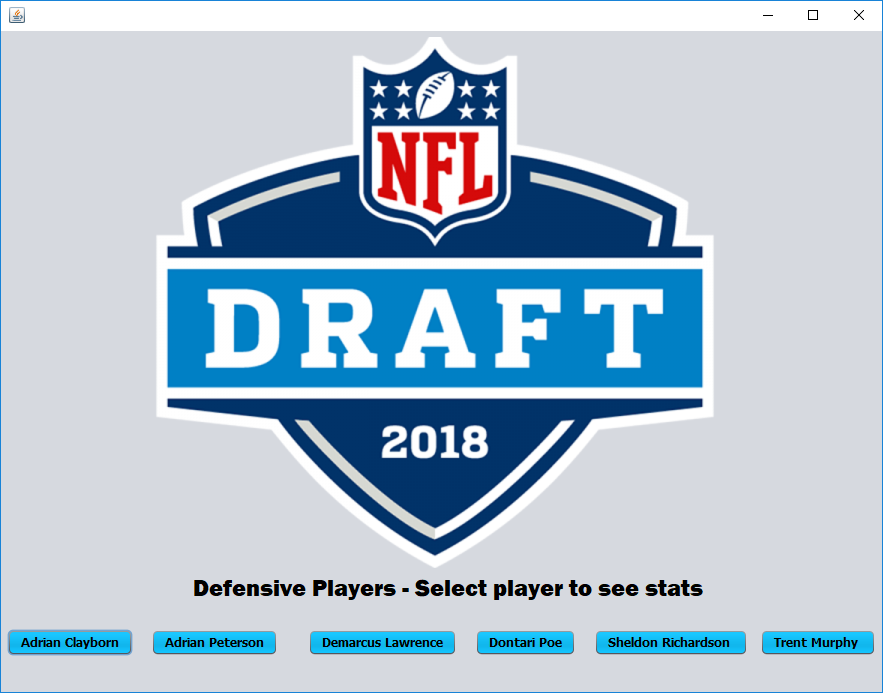 NFL
DRAFT
2018
Defensive Players - Select player to see stats
Adrian Clayborn Adrian Peterson Demarcus Lawrence Dontari Poe Sheldon Richardson Trent Murphy